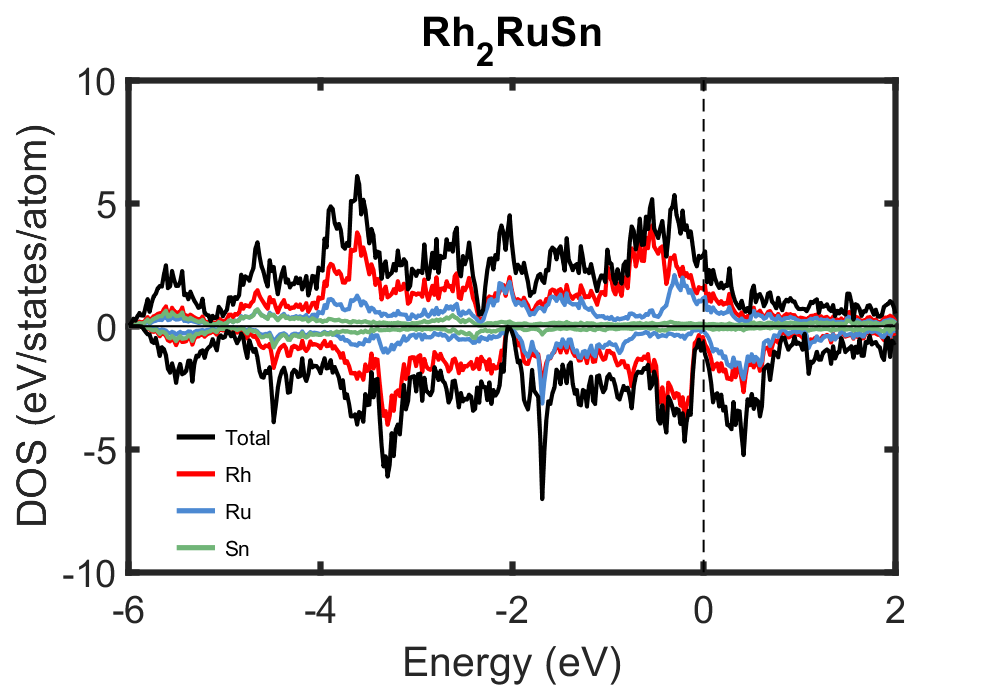 Rh2RuSn
DOS (eV/states/atom)
10
5
0
-5
-10
Total
Rh
Ru
Sn
-6 -4 -2 0 2
Energy (eV)